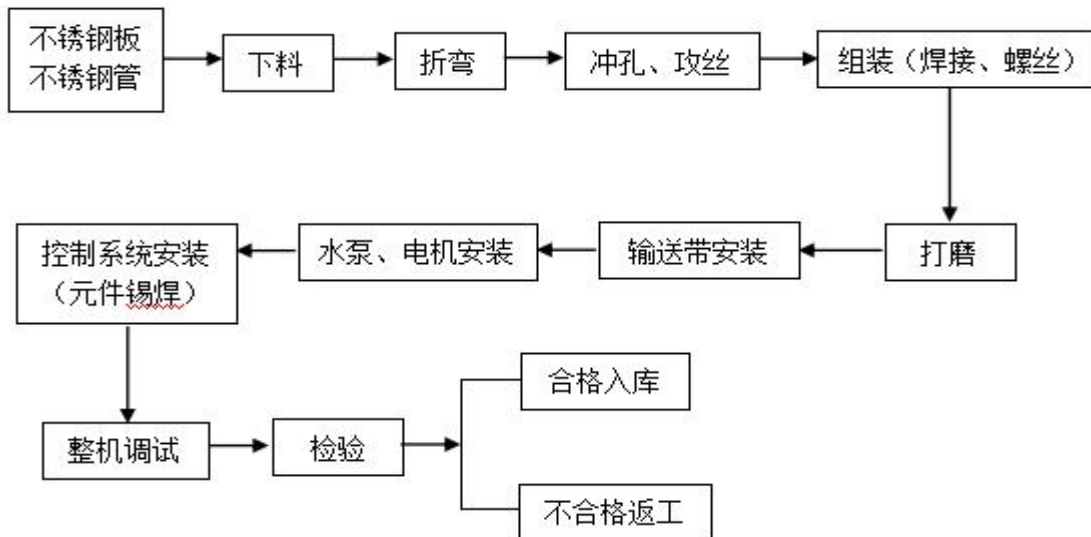 不锈钢板
不锈钢管
下料
折弯
冲孔、攻丝
组装（焊接、螺丝）
打磨
输送带安装
水泵、电机安装
控制系统安装
（元件锡焊）
整机调试
检验
合格入库
不合格返工